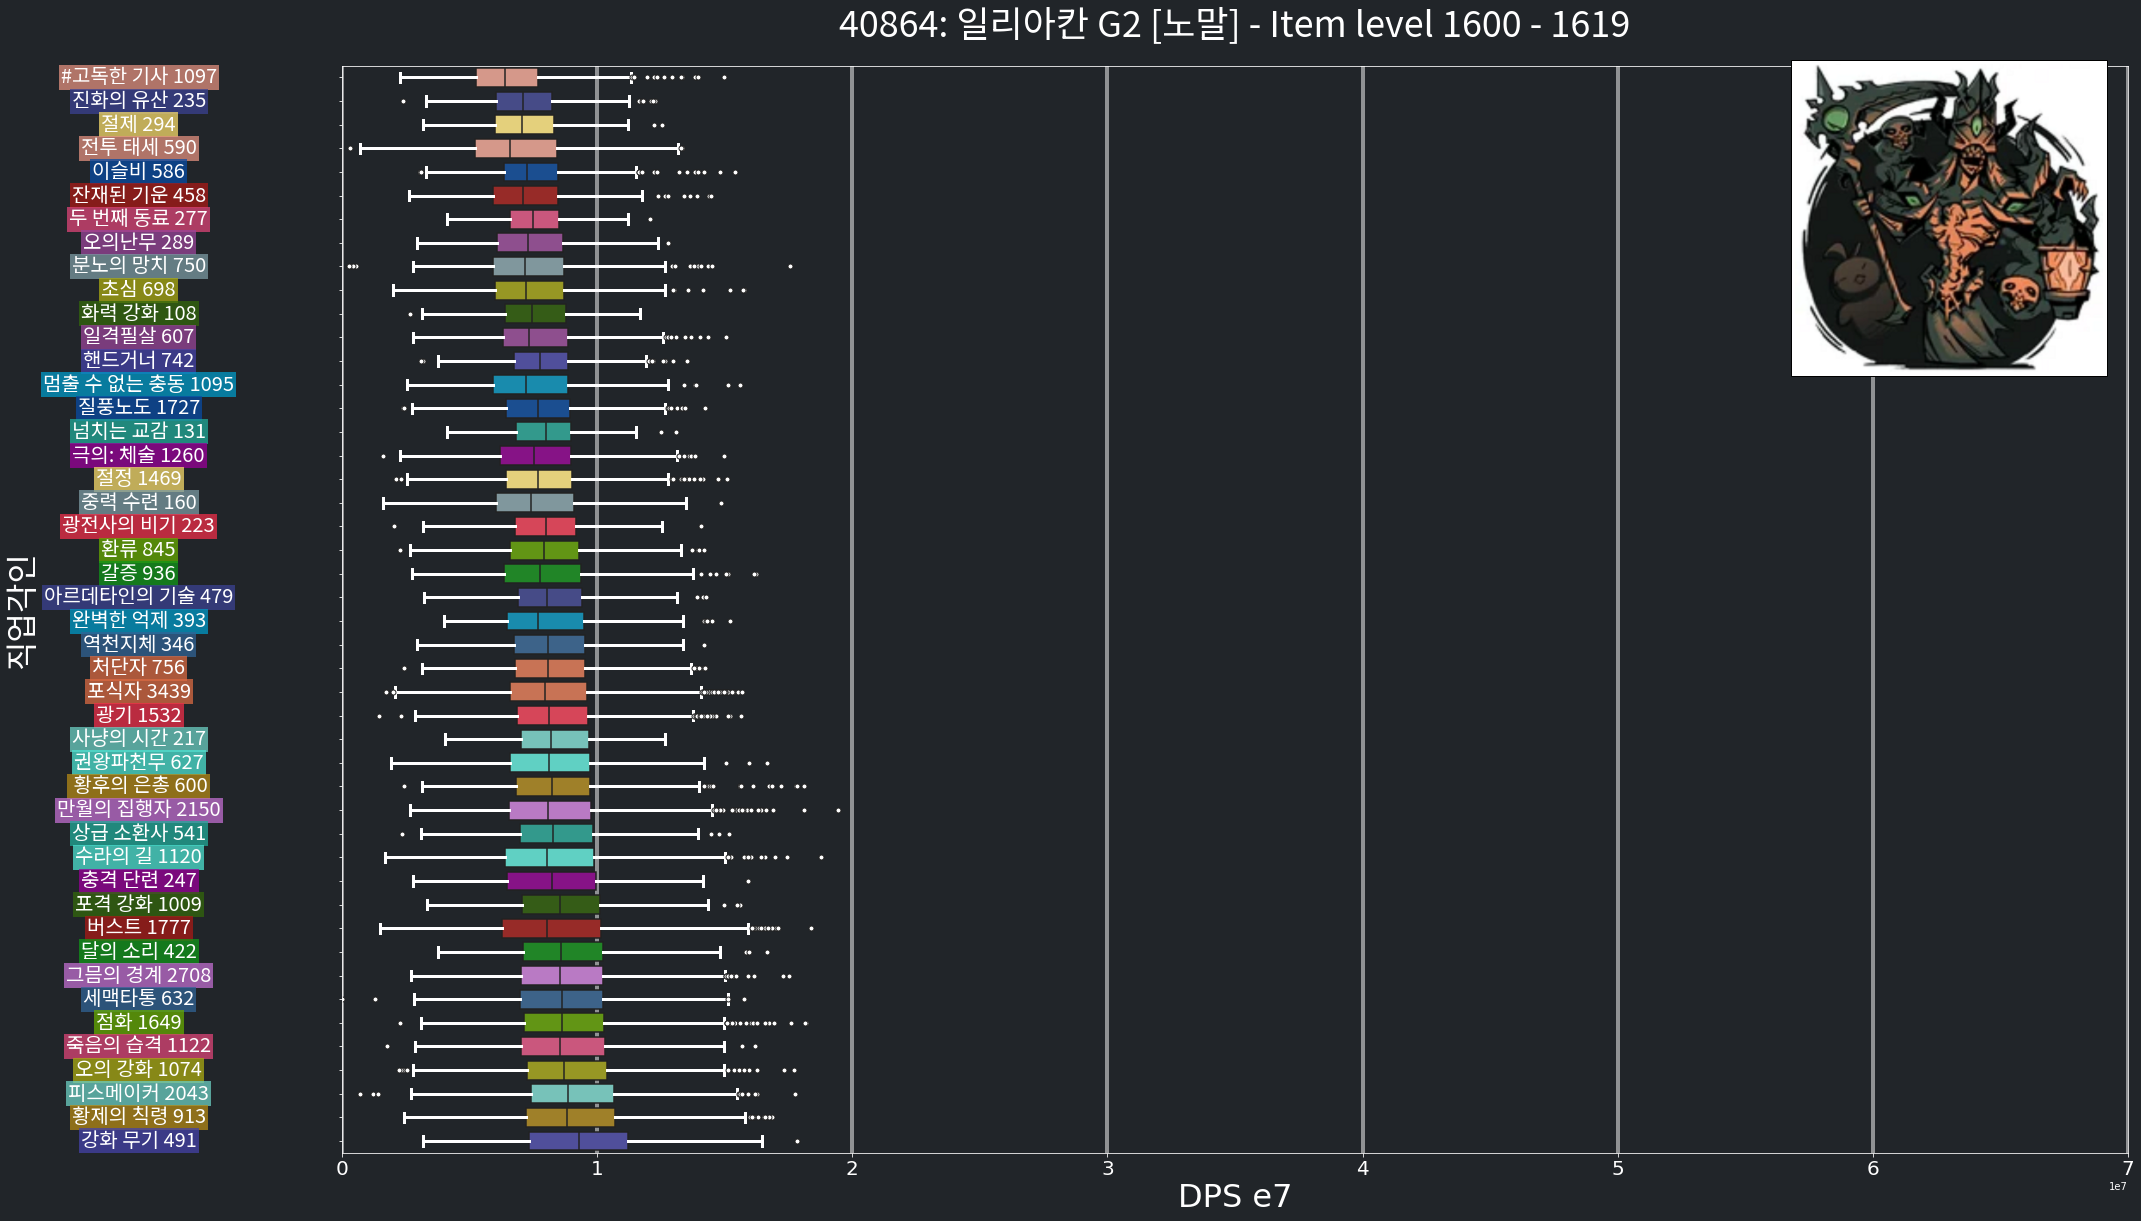 40864: 일리아칸 G2 [노말] - Item level 1600 - 1619
#고독한 기사 1097
진화의 유산 235
절제 294
전투 태세 590
이슬비 586
잔재된 기운 458
두 번째 동료 277
오의난무 289
분노의 망치 750
초심 698
화력 강화 108
일격필살 607
핸드거너 742
멈출 수 없는 충동 1095
질풍노도 1727
넘치는 교감 131
극의: 체술 1260
절정 1469
중력 수련 160
광전사의 비기 223
환류 845
갈증 936
아르데타인의 기술 479
완벽한 억제 393
역천지체 346
처단자 756
포식자 3439
광기 1532
사냥의 시간 217
권왕파천무 627
황후의 은총 600
만월의 집행자 2150
상급 소환사 541
수라의 길 1120
충격 단련 247
포격 강화 1009
버스트 1777
달의 소리 422
그믐의 경계 2708
세맥타통 632
점화 1649
죽음의 습격 1122
오의 강화 1074
피스메이커 2043
황제의 칙령 913
강화 무기 491
직업각인
0 1 2 3 4 5 6 7
1e7
DPS e7